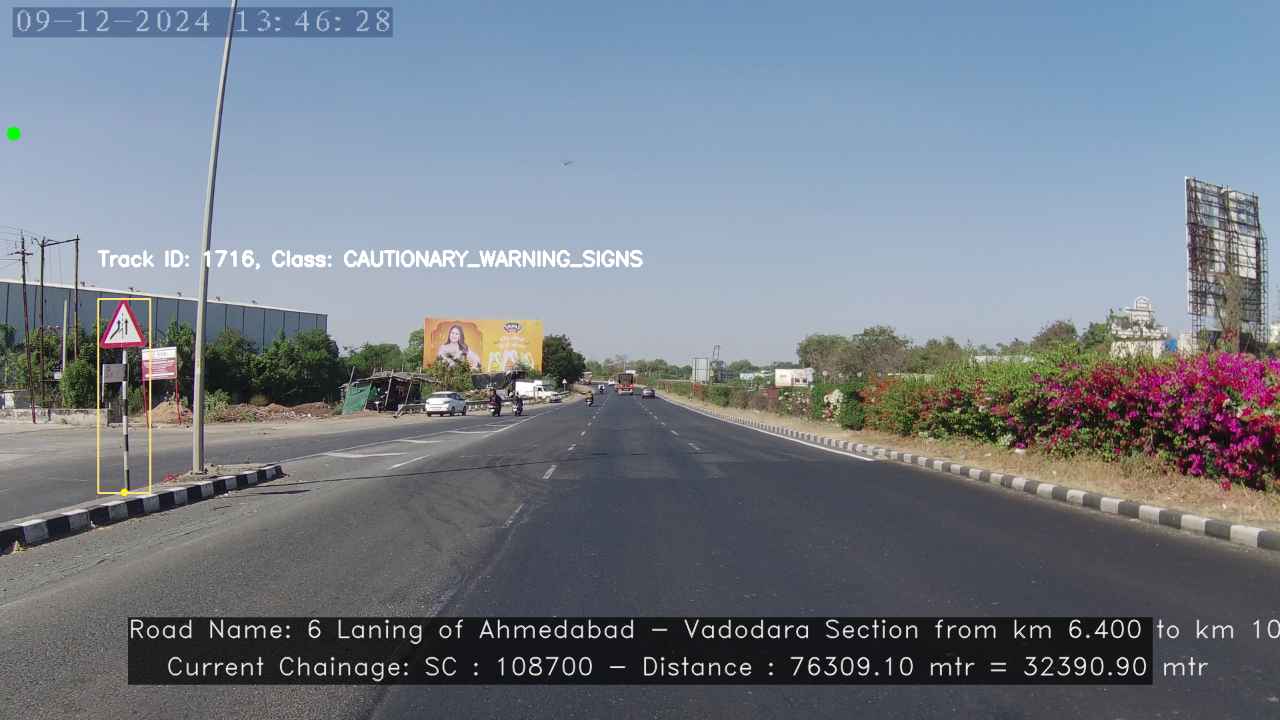 09-12-2024 13:46:28
Track ID: 1716, Class: CAUTIONARY_WARNING_SIGNS
Road Name: 6 Laning of Ahmedabad - Vadodara Section from km 6.400 to km 10
Current Chainage: SC : 108700 - Distance : 76309.10 mtr = 32390.90 mtr